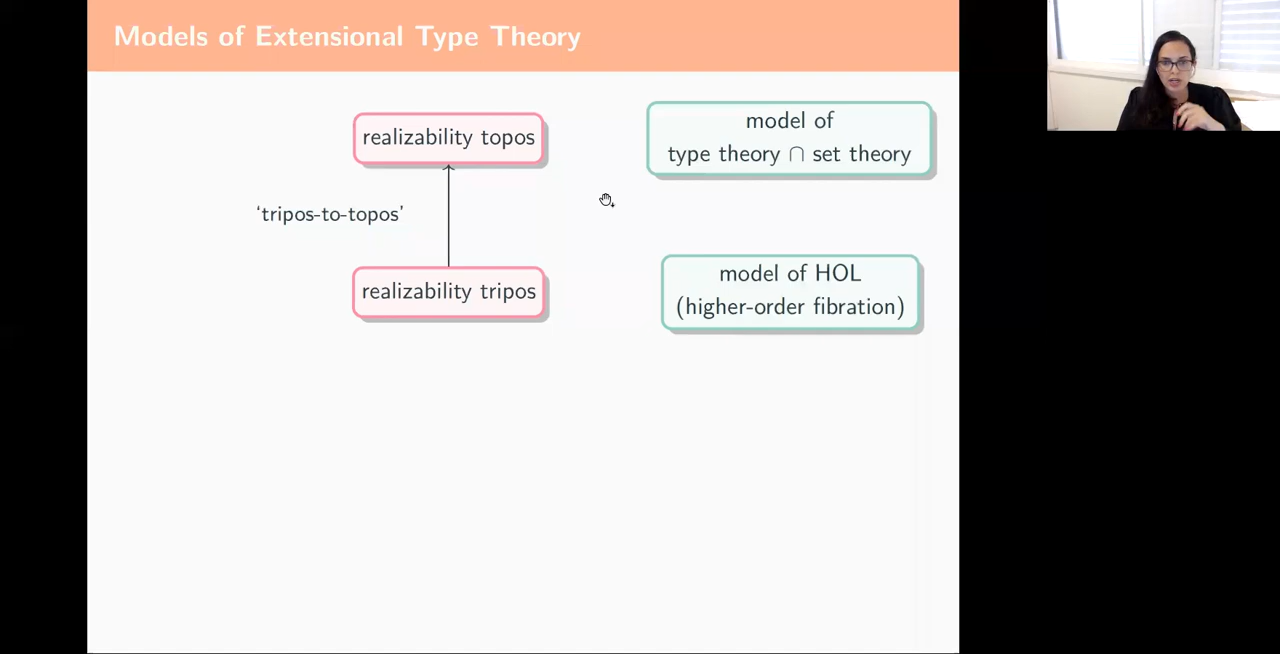 Models of Extensional Type Theory
realizability topos
model of
type theory ∩ set theory
‘tripos-to-topos’
realizability tripos
model of HOL
(higher-order fibration)